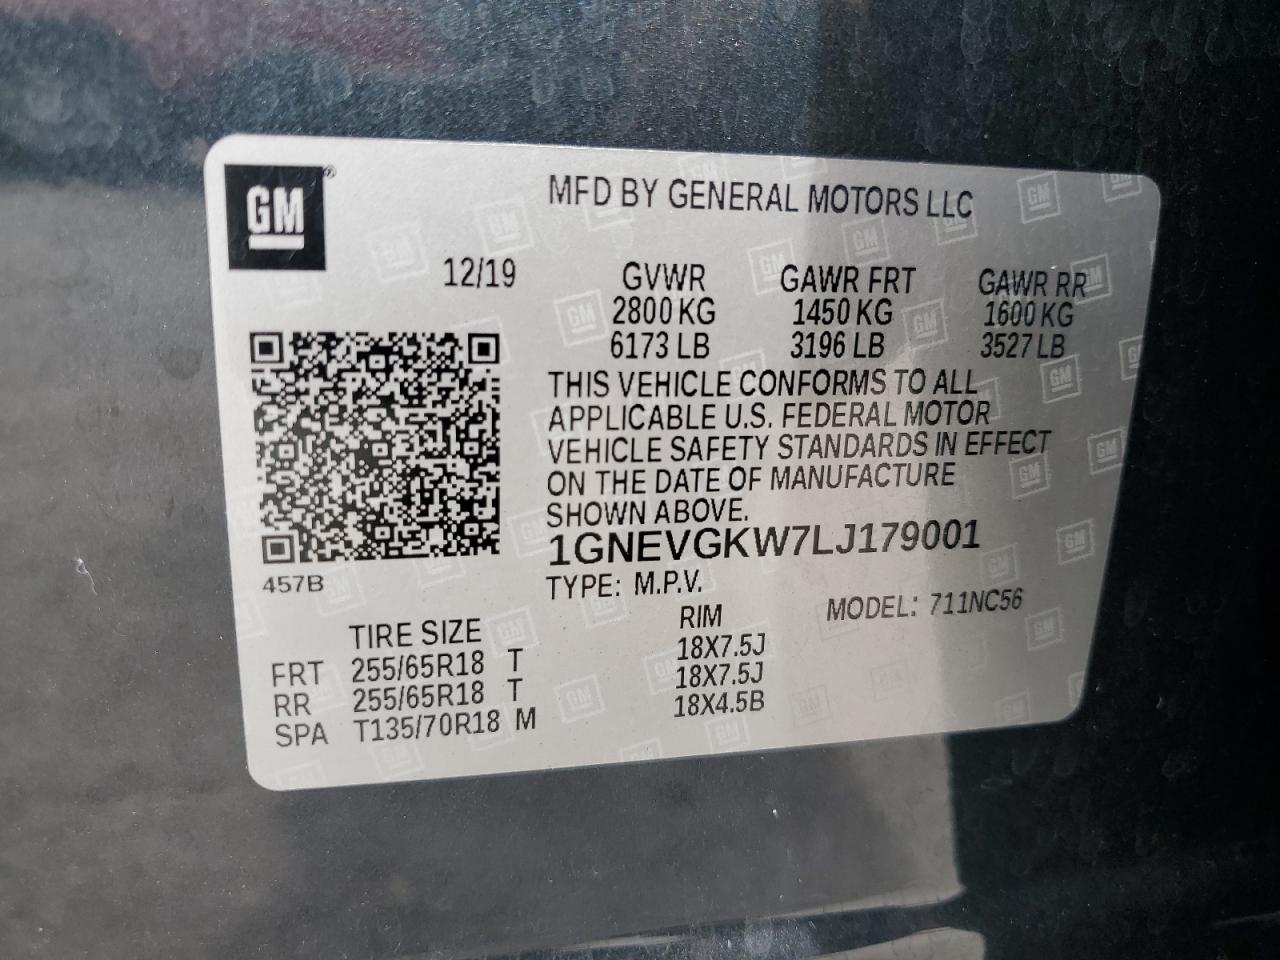 GM®
MFD BY GENERAL MOTORS LLC
12/19 GVWR GAWR FRT GAWR RR
2800 KG 1450 KG 1600 KG
6173 LB 3196 LB 3527 LB
THIS VEHICLE CONFORMS TO ALL
APPLICABLE U.S. FEDERAL MOTOR
VEHICLE SAFETY STANDARDS IN EFFECT
ON THE DATE OF MANUFACTURE
SHOWN ABOVE.
1GNEVGKW7LJ179001
457B
TYPE: M.P.V. MODEL: 711NC56
TIRE SIZE RIM
FRT 255/65R18 T 18X7.5J
RR 255/65R18 T 18X7.5J
SPA T135/70R18 M 18X4.5B